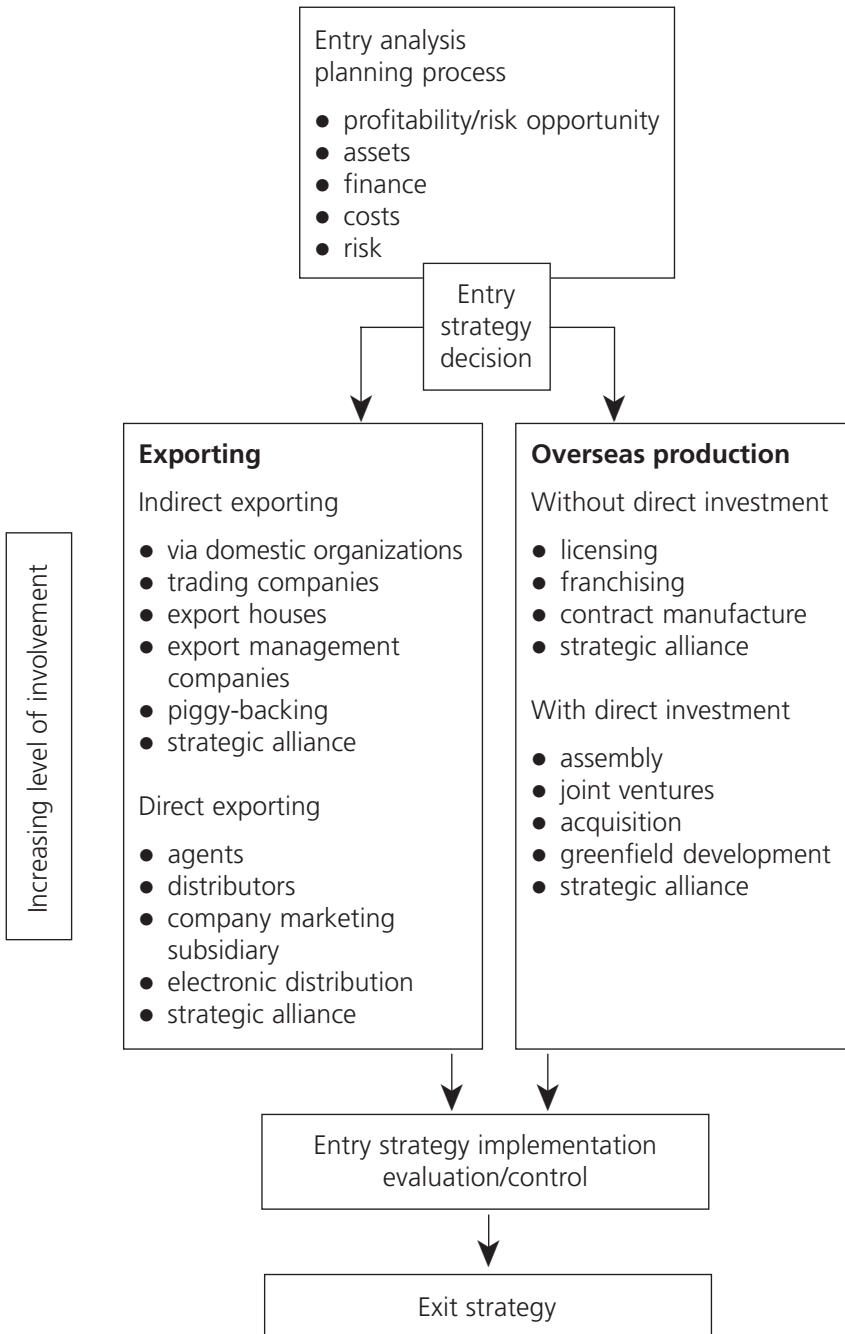 Entry analysis
planning process
● profitability/risk opportunity
● assets
● finance
● costs
● risk
Entry
strategy
decision
Increasing level of involvement
Exporting
Indirect exporting
● via domestic organizations
● trading companies
● export houses
● export management
companies
● piggy-backing
● strategic alliance
Direct exporting
● agents
● distributors
● company marketing
subsidiary
● electronic distribution
● strategic alliance
Overseas production
Without direct investment
● licensing
● franchising
● contract manufacture
● strategic alliance
With direct investment
● assembly
● joint ventures
● acquisition
● greenfield development
● strategic alliance
Entry strategy implementation
evaluation/control
Exit strategy